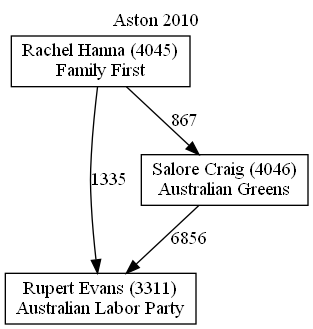 Aston 2010
Rachel Hanna (4045)
Family First
867
Salore Craig (4046)
Australian Greens
1335
6856
Rupert Evans (3311)
Australian Labor Party